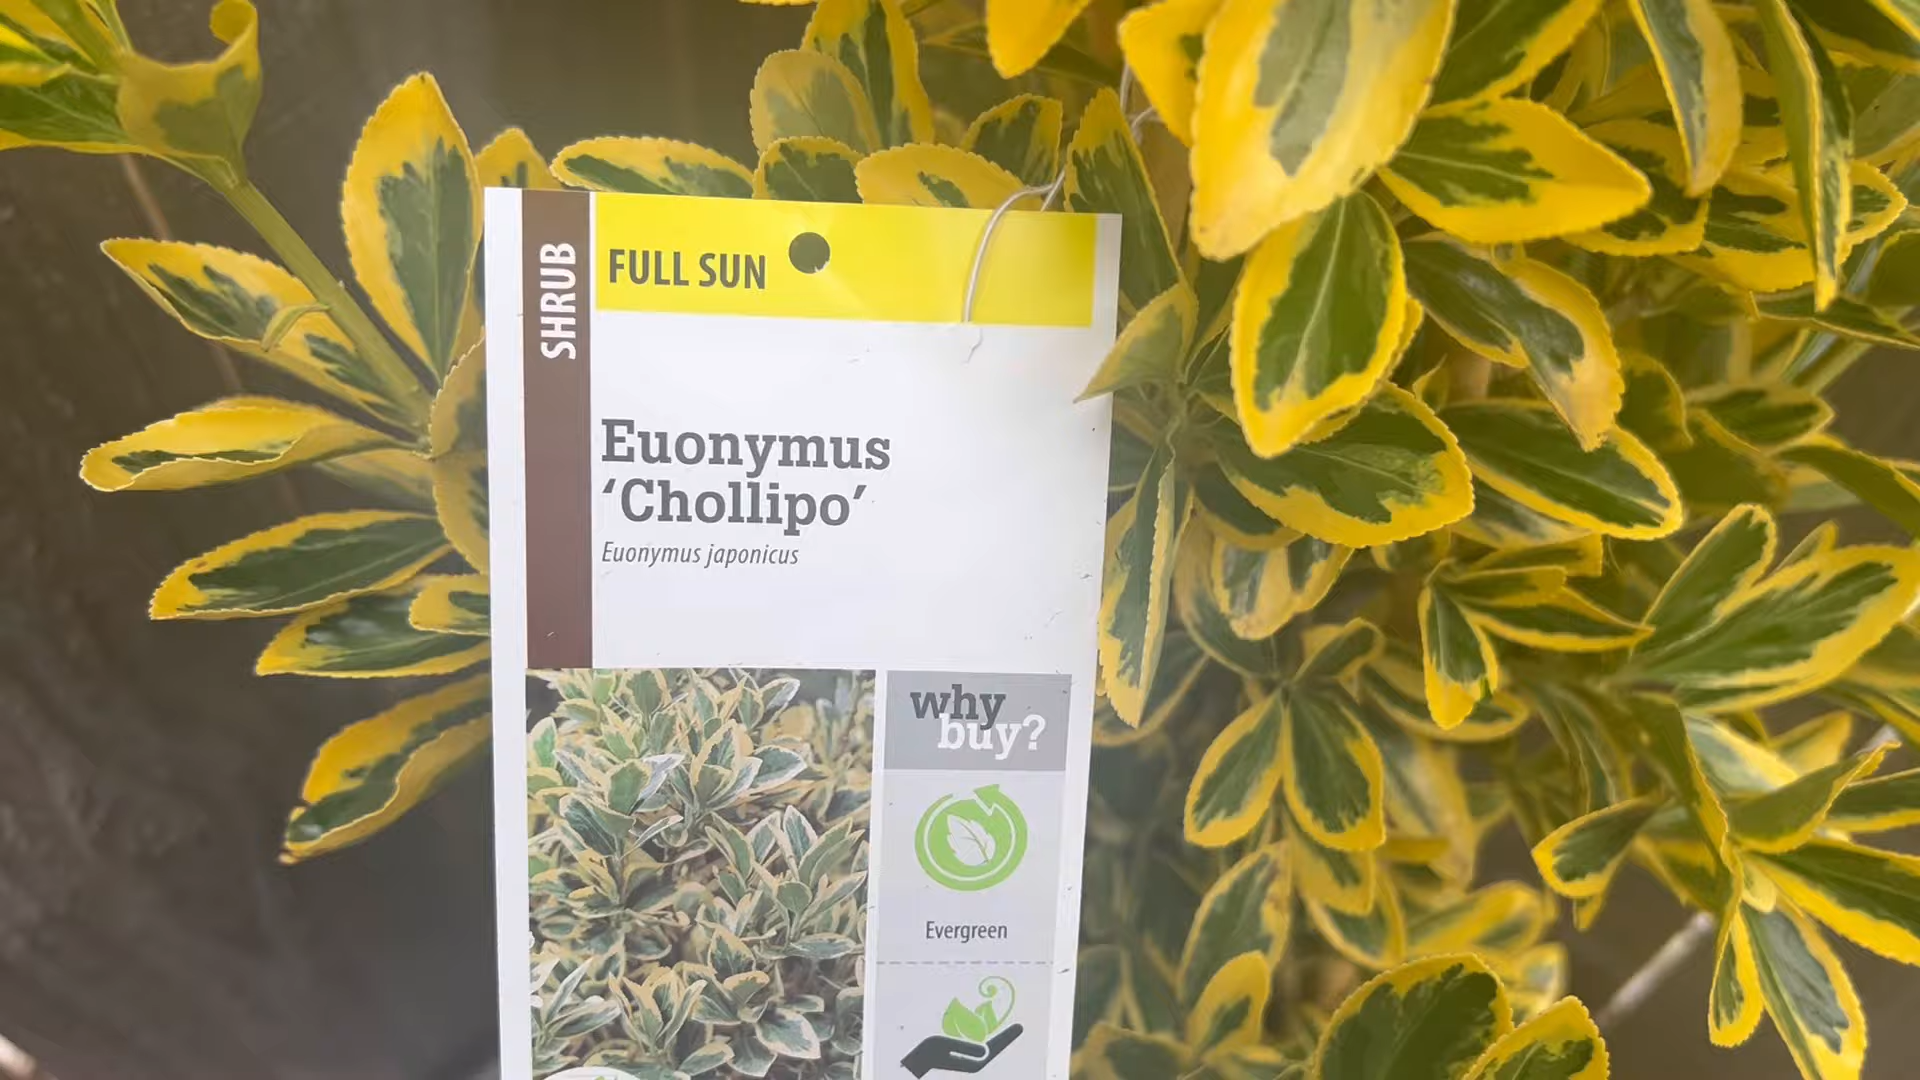 SHRUB
FULL SUN
Euonymus
‘Chollipo’
Euonymus japonicus
why
buy?
Evergreen